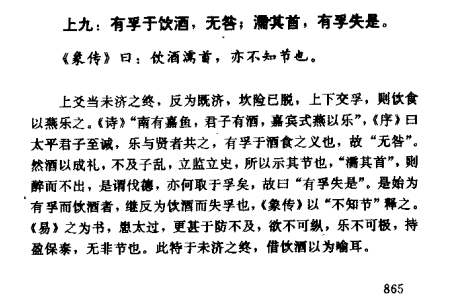 上九：有孚于饮酒，无咎；濡其首，有孚失是。
《象传》曰：饮酒濡首，亦不知节也。
上爻当未济之终，反为既济，坎险已脱，上下交孚，则饮食
以燕乐之。《诗》“南有嘉鱼，君子有酒，嘉宾式燕以乐”，《序》曰
太平君子至诚，乐与贤者共之，有孚于酒食之义也，故“无咎”。
然酒以成礼，不及于乱，立监立史，所以示其节也，“濡其首”，则
醉而不出，是谓伐德，亦何取于孚矣，故曰“有孚失是”。是始为
有孚而饮酒者，继反为饮酒而失孚也，《象传》以“不知节”释之。
《易》之为书，患太过，更甚于防不及，欲不可纵，乐不可极，持
盈保泰，无非节也。此特于未济之终，借饮酒以为喻耳。
865